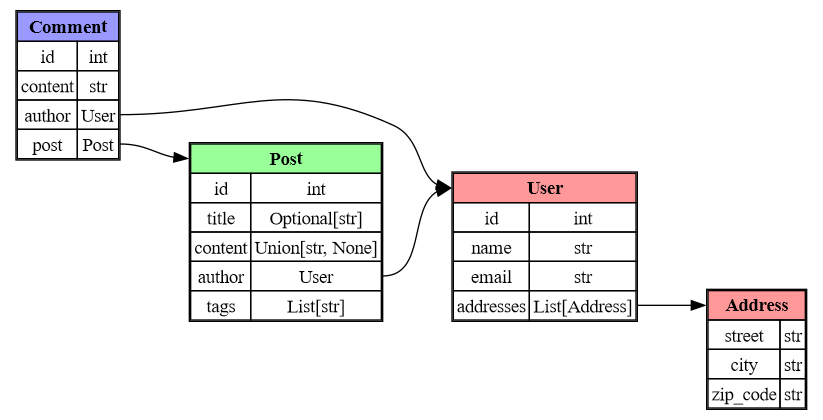 Comment
id int
content str
author User
post Post
Post
id int
title Optional[str]
content Union[str, None]
author User
tags List[str]
User
id int
name str
email str
addresses List[Address]
Address
street str
city str
zip_code str